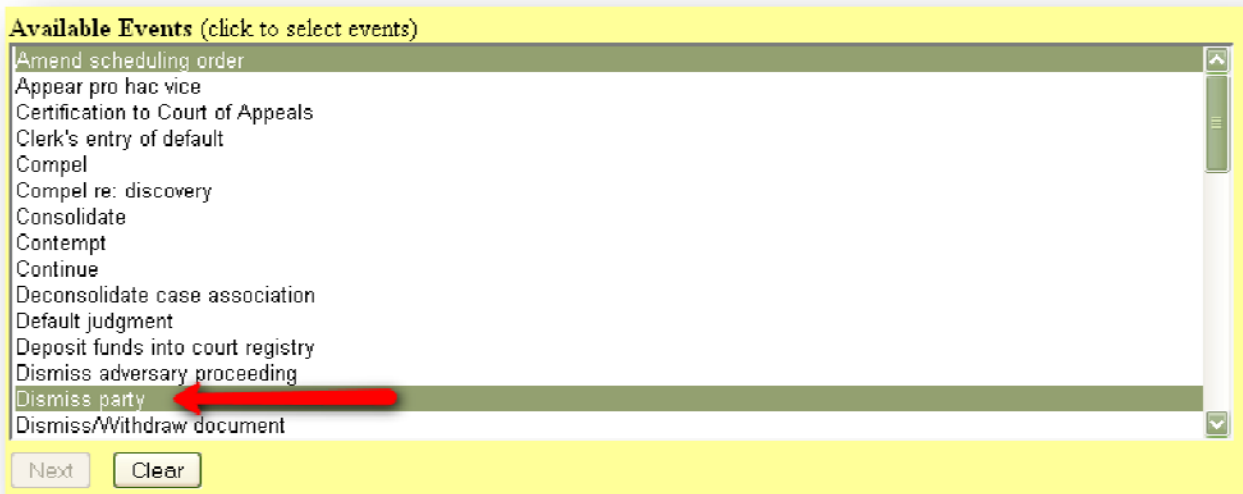 Available Events (click to select events)
Amend scheduling order
Appear pro hac vice
Certification to Court of Appeals
Clerk's entry of default
Compel
Compel re: discovery
Consolidate
Contempt
Continue
Deconsolidate case association
Default judgment
Deposit funds into court registry
Dismiss adversary proceeding
Dismiss party
Dismiss/Withdraw document
Next Clear